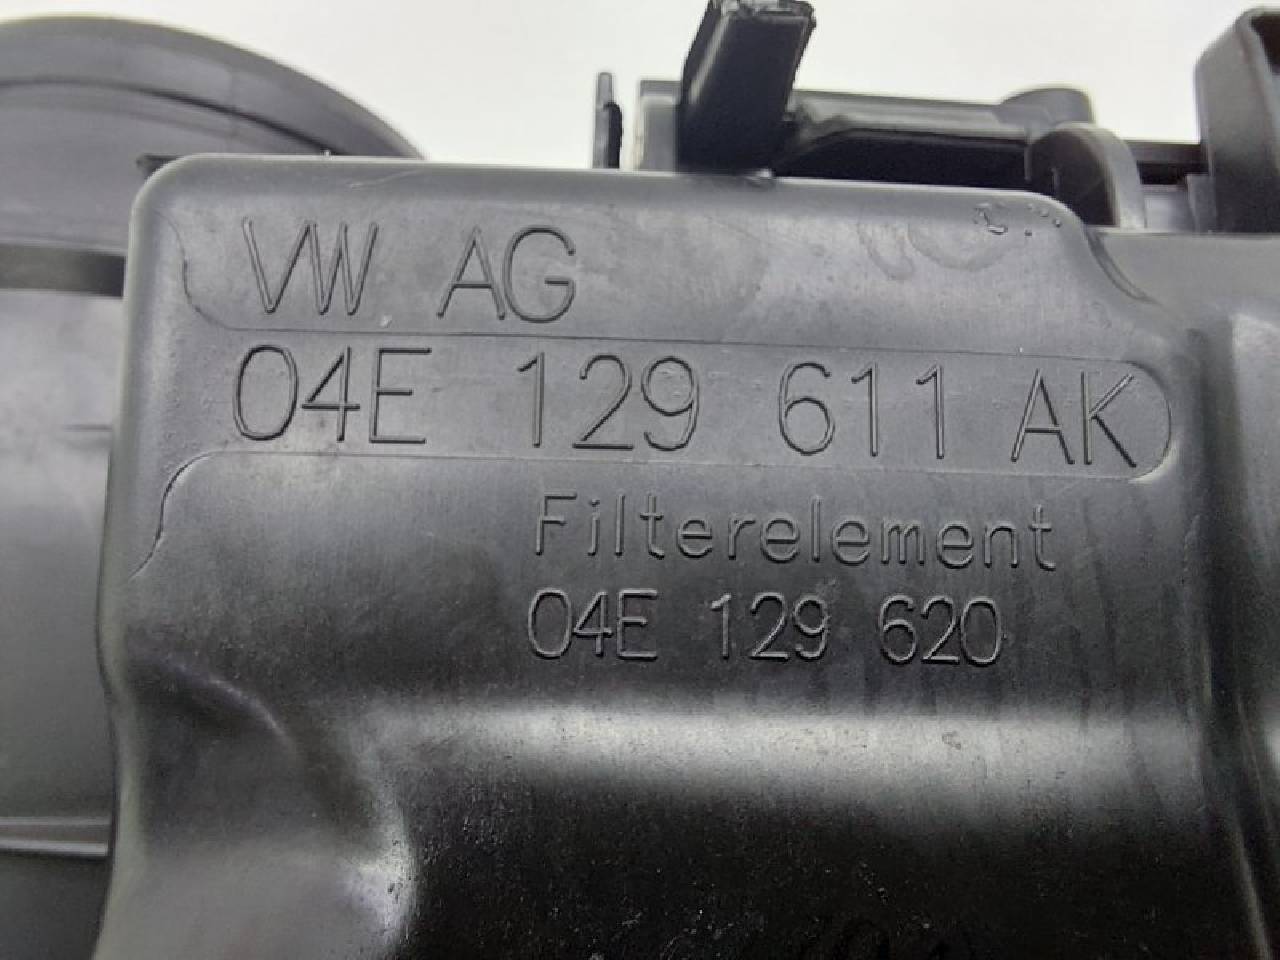 VW AG
04E 129 611 AK
Filterelement
04E 129 620